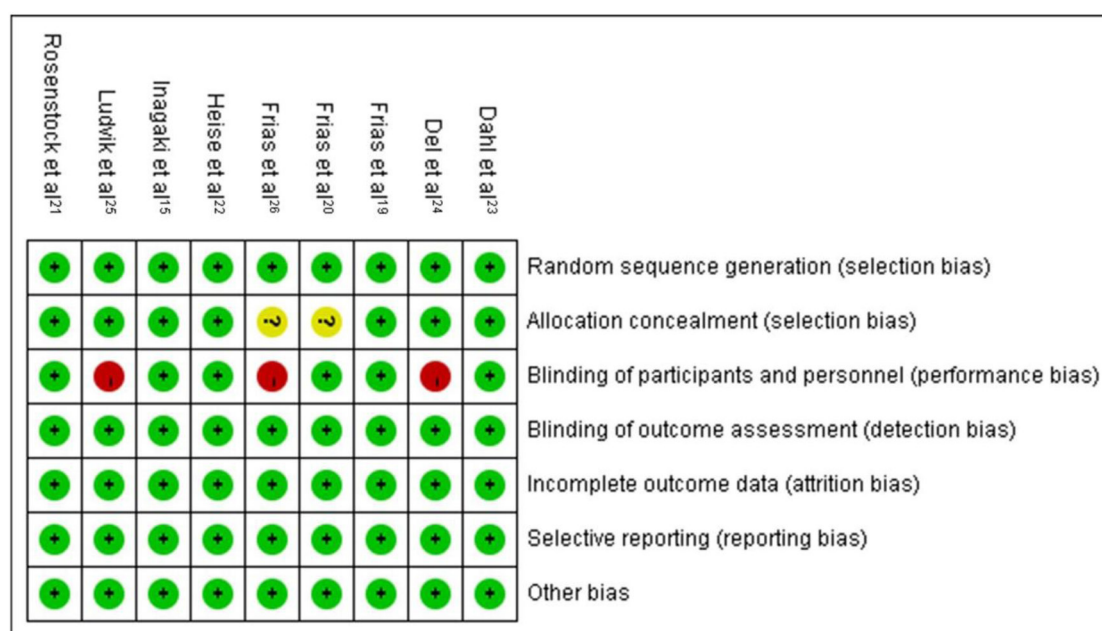 Rosenstock et al²¹
Ludvik et al²⁵
Inagaki et al¹⁵
Heise et al²²
Frias et al²⁶
Frias et al²⁰
Frias et al¹⁹
Del et al²⁴
Dahl et al²³
+ + + + + + + + + Random sequence generation (selection bias)
+ + + + ? ? + + + Allocation concealment (selection bias)
+ - + + - + + - + Blinding of participants and personnel (performance bias)
+ + + + + + + + + Blinding of outcome assessment (detection bias)
+ + + + + + + + + Incomplete outcome data (attrition bias)
+ + + + + + + + + Selective reporting (reporting bias)
+ + + + + + + + + Other bias